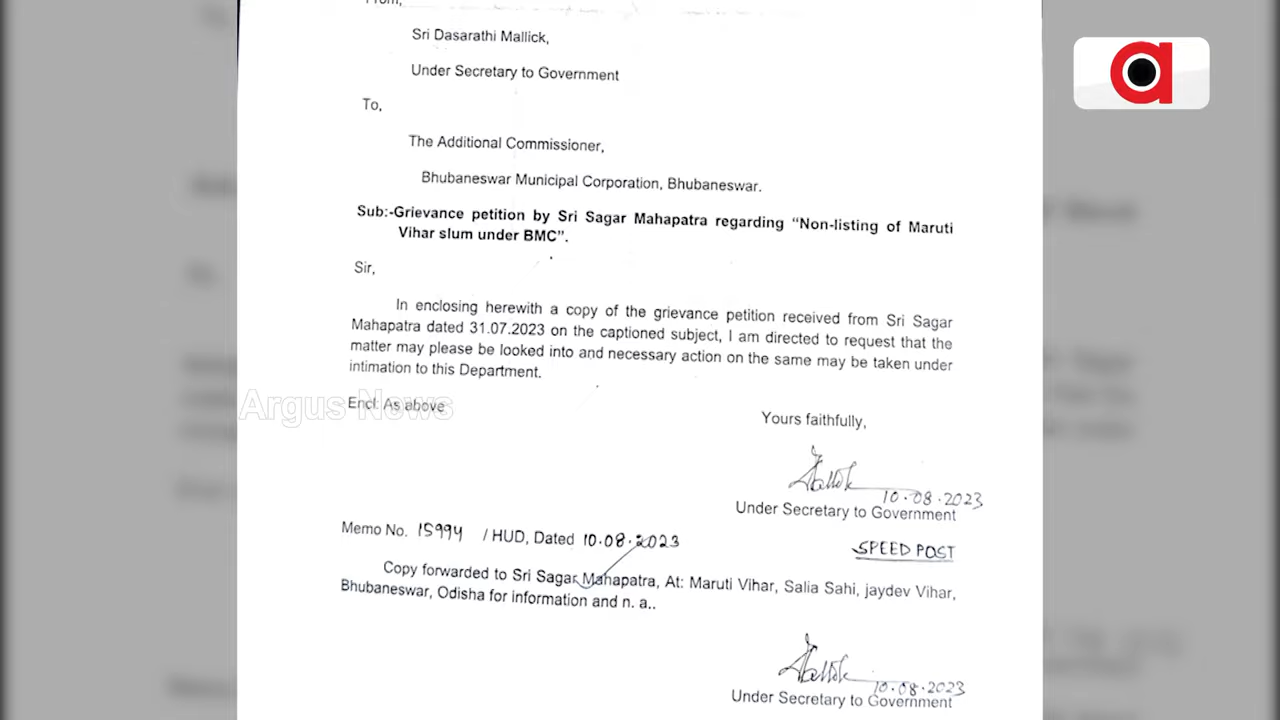 From,
Sri Dasarathi Mallick,
Under Secretary to Government
To,
The Additional Commissioner,
Bhubaneswar Municipal Corporation, Bhubaneswar.
Sub:-Grievance petition by Sri Sagar Mahapatra regarding “Non-listing of Maruti
Vihar slum under BMC”.
Sir,
In enclosing herewith a copy of the grievance petition received from Sri Sagar
Mahapatra dated 31.07.2023 on the captioned subject, I am directed to request that the
matter may please be looked into and necessary action on the same may be taken under
intimation to this Department.
Encl: As above
Argus News
Yours faithfully,
10.08.2023
Under Secretary to Government
Memo No. 15994 / HUD, Dated 10.08.2023
SPEED POST
Copy forwarded to Sri Sagar Mahapatra, At: Maruti Vihar, Salia Sahi, jaydev Vihar,
Bhubaneswar, Odisha for information and n. a..
10.08.2023
Under Secretary to Government
a